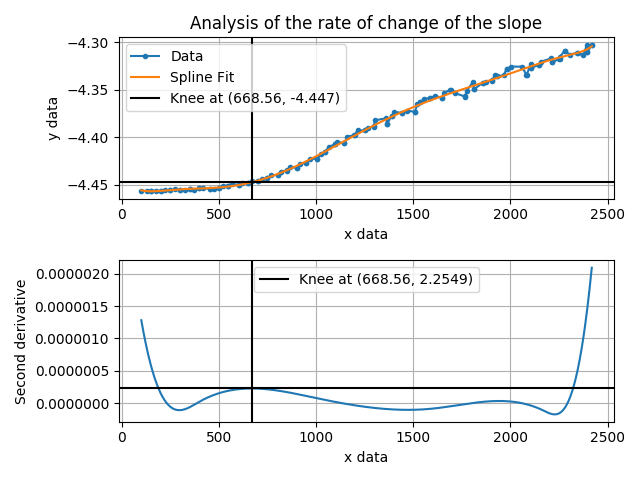 Analysis of the rate of change of the slope
−4.30
−4.35
−4.40
−4.45
y data
Data
Spline Fit
Knee at (668.56, -4.447)
0 500 1000 1500 2000 2500
x data
0.0000020
0.0000015
0.0000010
0.0000005
0.0000000
Second derivative
Knee at (668.56, 2.2549)
0 500 1000 1500 2000 2500
x data